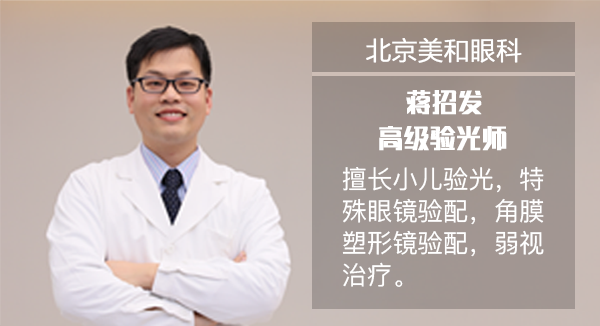 北京美和眼科
蒋招发
高级验光师
擅长小儿验光，特
殊眼镜验配，角膜
塑形镜验配，弱视
治疗。